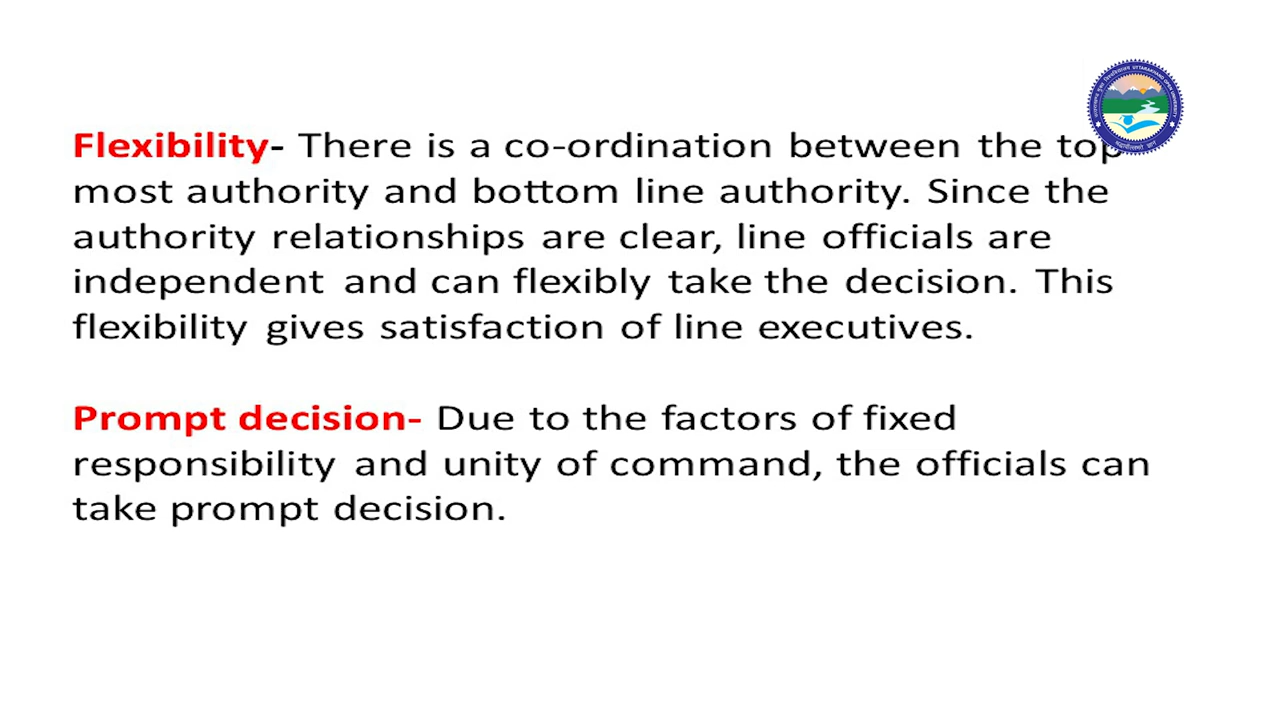 Flexibility- There is a co-ordination between the top
most authority and bottom line authority. Since the
authority relationships are clear, line officials are
independent and can flexibly take the decision. This
flexibility gives satisfaction of line executives.
Prompt decision- Due to the factors of fixed
responsibility and unity of command, the officials can
take prompt decision.